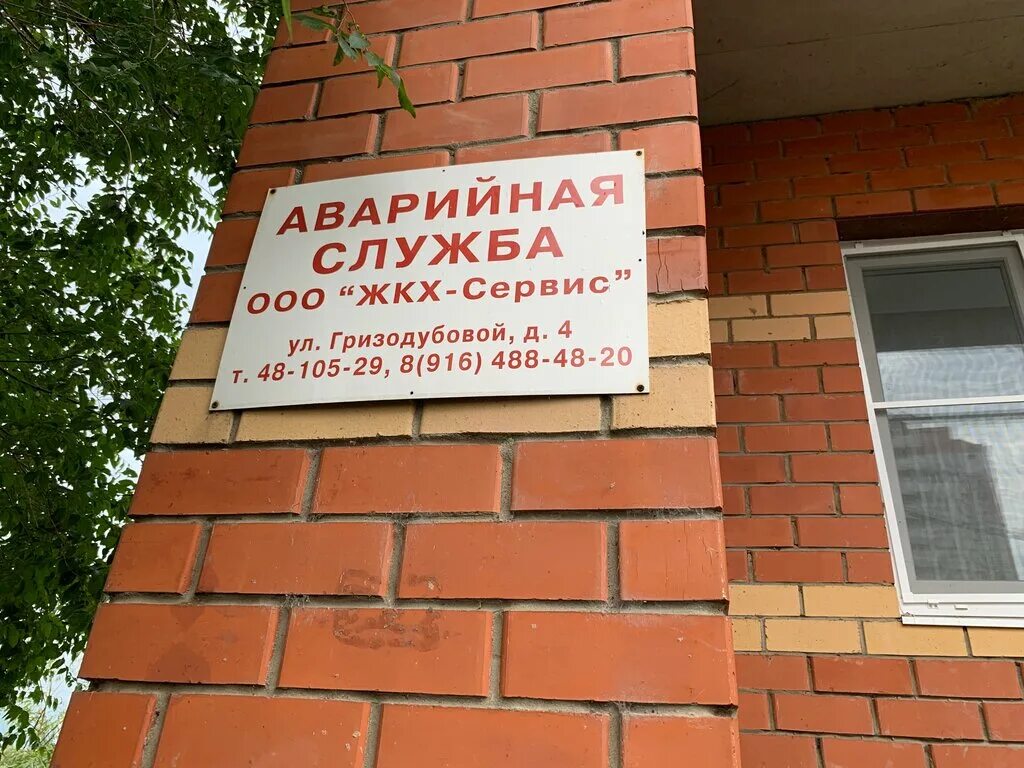 АВАРИЙНАЯ
СЛУЖБА
ООО “ЖКХ-Сервис”
ул. Гризодубовой, д. 4
т. 48-105-29, 8(916) 488-48-20